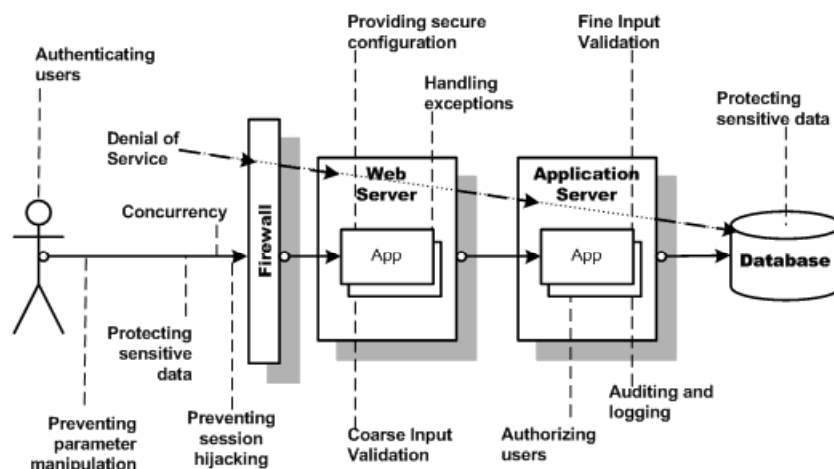 Providing secure
configuration
Fine Input
Validation
Authenticating
users
Handling
exceptions
Protecting
sensitive data
Denial of
Service
Web
Server
Application
Server
Concurrency
Firewall
App
App
Database
Protecting
sensitive
data
Preventing
parameter
manipulation
Preventing
session
hijacking
Coarse Input
Validation
Authorizing
users
Auditing and
logging